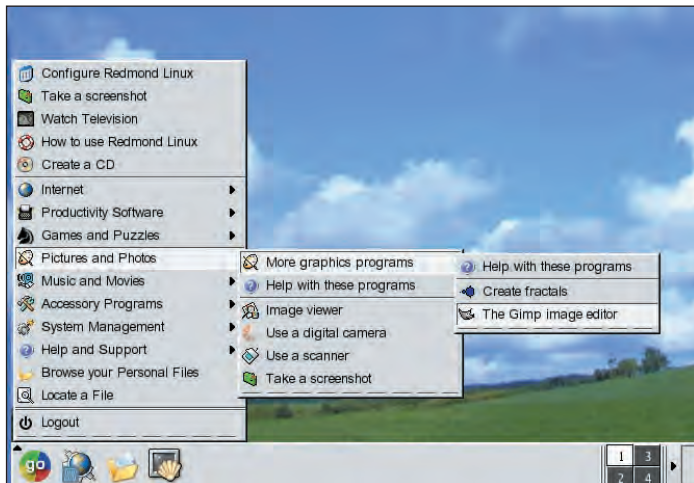 Configure Redmond Linux
Take a screenshot
Watch Television
How to use Redmond Linux
Create a CD
Internet
Productivity Software
Games and Puzzles
Pictures and Photos
Music and Movies
Accessory Programs
System Management
Help and Support
Browse your Personal Files
Locate a File
Logout
More graphics programs
Help with these programs
Image viewer
Use a digital camera
Use a scanner
Take a screenshot
Help with these programs
Create fractals
The Gimp image editor
go
1 3
2 4